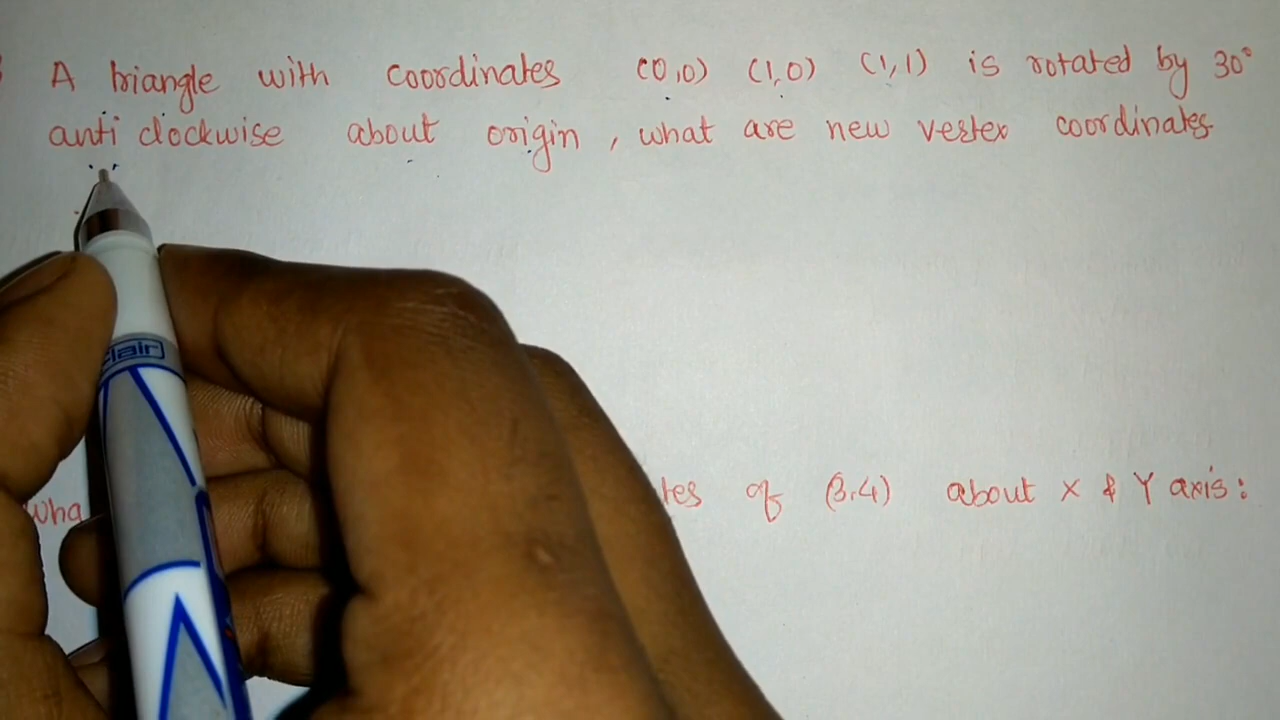 A triangle with coordinates (0,0) (1,0) (1,1) is rotated by 30°
anti clockwise about origin, what are new vertex coordinates
lair
Wha tes of (3,4) about X & Y axis: